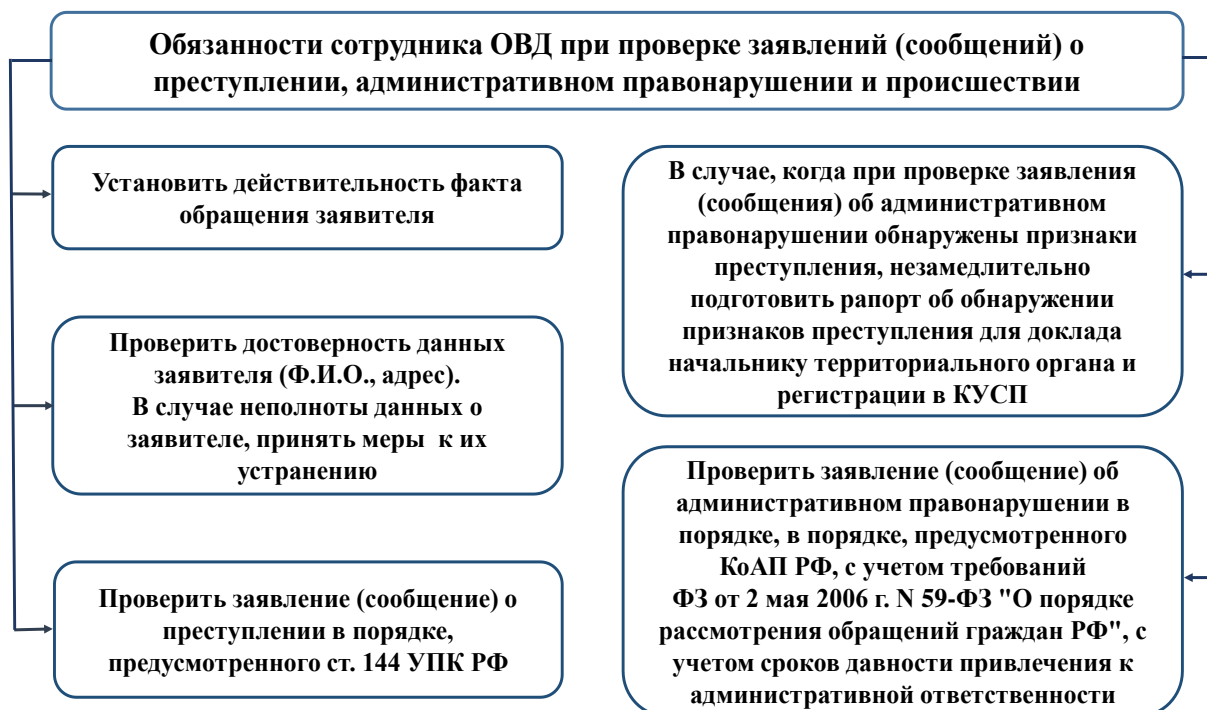 Обязанности сотрудника ОВД при проверке заявлений (сообщений) о
преступлении, административном правонарушении и происшествии
Установить действительность факта
обращения заявителя
Проверить достоверность данных
заявителя (Ф.И.О., адрес).
В случае неполноты данных о
заявителе, принять меры к их
устранению
Проверить заявление (сообщение) о
преступлении в порядке,
предусмотренного ст. 144 УПК РФ
В случае, когда при проверке заявления
(сообщения) об административном
правонарушении обнаружены признаки
преступления, незамедлительно
подготовить рапорт об обнаружении
признаков преступления для доклада
начальнику территориального органа и
регистрации в КУСП
Проверить заявление (сообщение) об
административном правонарушении в
порядке, в порядке, предусмотренного
КоАП РФ, с учетом требований
ФЗ от 2 мая 2006 г. N 59-ФЗ "О порядке
рассмотрения обращений граждан РФ", с
учетом сроков давности привлечения к
административной ответственности